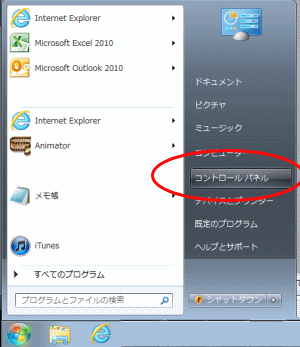 Internet Explorer
Microsoft Excel 2010
Microsoft Outlook 2010
Internet Explorer
Animator
メモ帳
iTunes
すべてのプログラム
プログラムとファイルの検索
ドキュメント
ピクチャ
ミュージック
コンピューター
コントロール パネル
デバイスとプリンター
既定のプログラム
ヘルプとサポート
シャットダウン